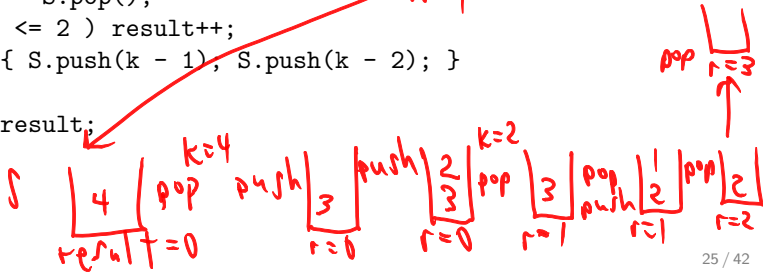 S.pop();
<= 2 ) result++;
{ S.push(k - 1); S.push(k - 2); }
pop r=3
result;
S 4 result=0 k=4 pop push 3 r=0 push 2 3 r=0 k=2 pop 3 r=1 pop push 1 2 r=1 pop 2 r=2
25 / 42